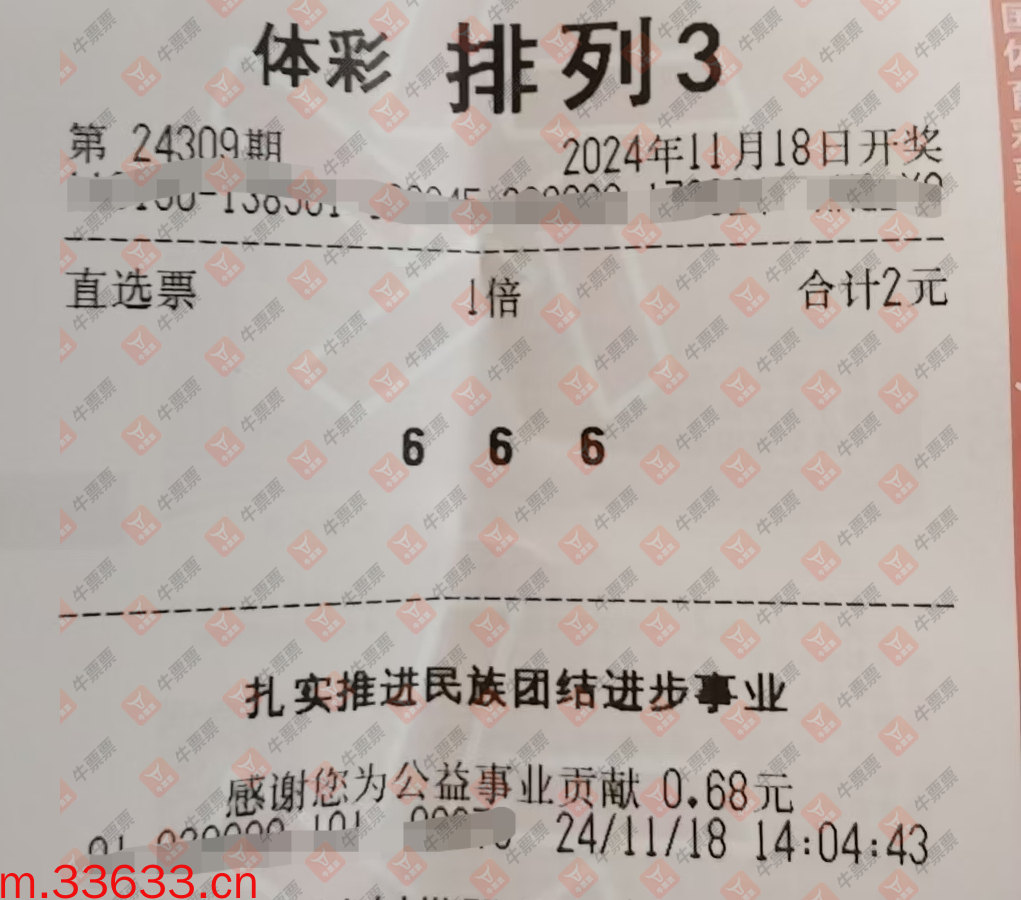 体彩 排列3
第 24309期 2024年11月18日开奖
直选票 1倍 合计2元
6 6 6
扎实推进民族团结进步事业
感谢您为公益事业贡献 0.68元
24/11/18 14:04:43
m.33633.cn
牛票票